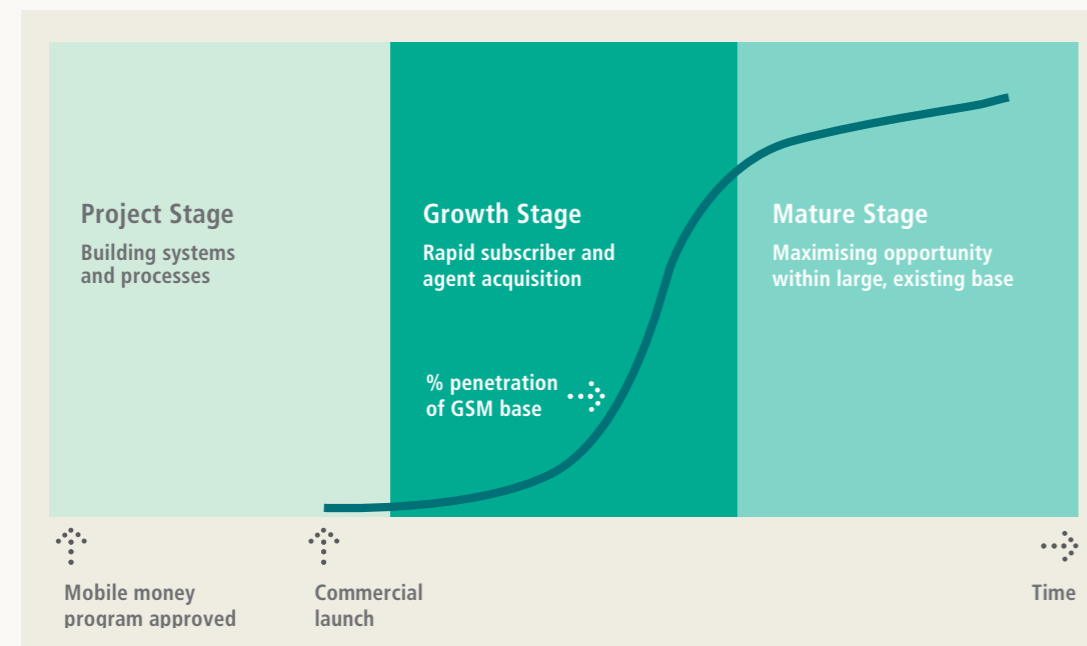 Project Stage
Building systems
and processes
Growth Stage
Rapid subscriber and
agent acquisition
% penetration
of GSM base
Mature Stage
Maximising opportunity
within large, existing base
Mobile money
program approved
Commercial
launch
Time